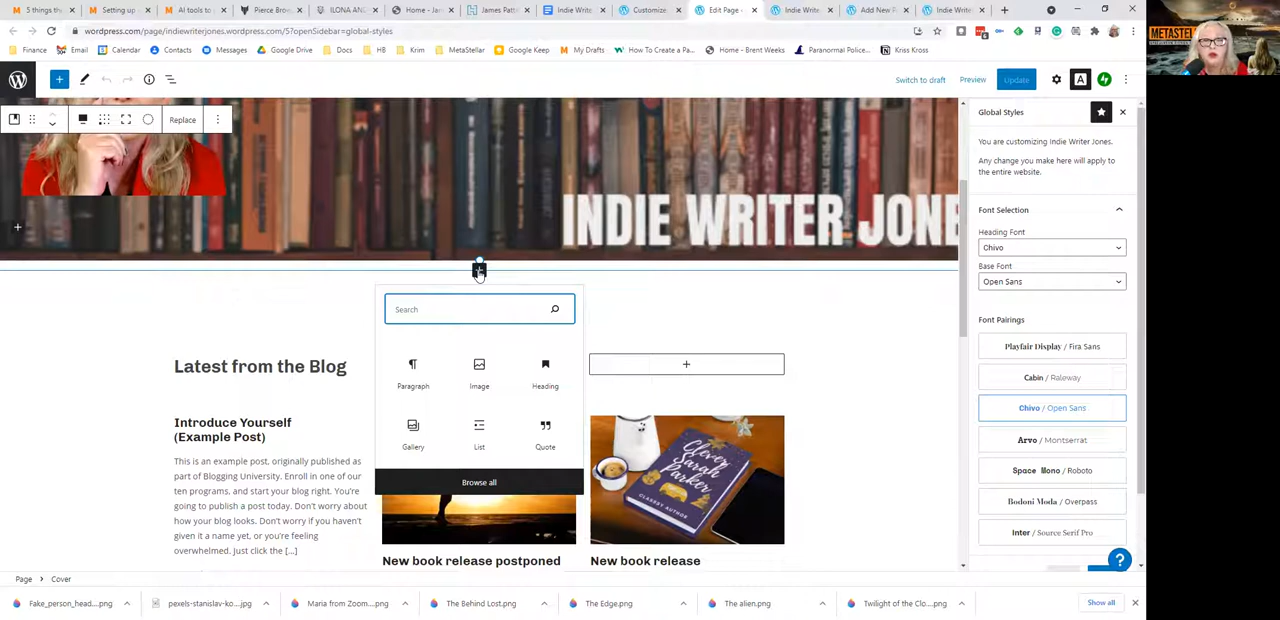 5 things th
Setting up
AI tools to
Pierce Brow
ILONA AN
Home - Jan
James Patt
Indie Write
Customize
Edit Page
Indie Write
Add New P
Indie Write
wordpress.com/page/indiewriterjones.wordpress.com/5?openSidebar=global-styles
Finance Email Calendar Contacts Messages Google Drive Docs HB Krim MetaStellar Google Keep My Drafts How To Create a Pa... Home – Brent Weeks Paranormal Police... Kriss Kross
METASTE
Switch to draft Preview Update
Replace
INDIE WRITER JONE
Search
Paragraph Image Heading
Gallery List Quote
Browse all
Latest from the Blog
Introduce Yourself
(Example Post)
This is an example post, originally published as
part of Blogging University. Enroll in one of our
ten programs, and start your blog right. You're
going to publish a post today. Don't worry about
how your blog looks. Don't worry if you haven't
given it a name yet, or you're feeling
overwhelmed. Just click the [...]
New book release postponed
Clever
Sarah
Parker
CLASSEY AUTHOR
New book release
Global Styles
You are customizing Indie Writer Jones.
Any change you make here will apply to
the entire website.
Font Selection
Heading Font
Chivo
Base Font
Open Sans
Font Pairings
Playfair Display / Fira Sans
Cabin / Raleway
Chivo / Open Sans
Arvo / Montserrat
Space Mono / Roboto
Bodoni Moda / Overpass
Inter / Source Serif Pro
Page > Cover
Fake_person_head....png
pexels-stanislav-ko....jpg
Maria from Zoom....png
The Behind Lost.png
The Edge.png
The alien.png
Twilight of the Clo....png
Show all